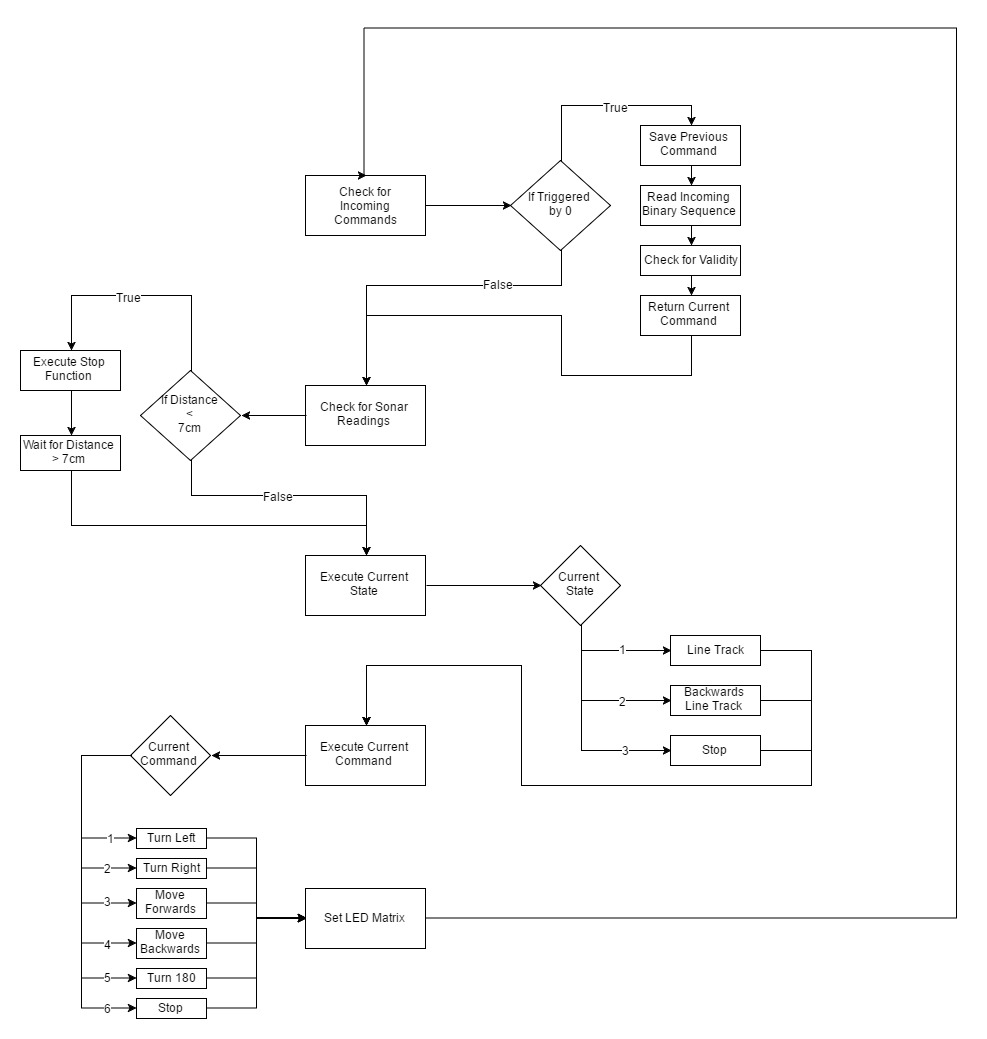 True
Save Previous
Command
Check for
Incoming
Commands
If Triggered
by 0
Read Incoming
Binary Sequence
Check for Validity
False
Return Current
Command
True
Execute Stop
Function
If Distance
<
7cm
Check for Sonar
Readings
Wait for Distance
> 7cm
False
Execute Current
State
Current
State
1
Line Track
2
Backwards
Line Track
3
Stop
Execute Current
Command
Current
Command
1
Turn Left
2
Turn Right
3
Move
Forwards
4
Move
Backwards
5
Turn 180
6
Stop
Set LED Matrix